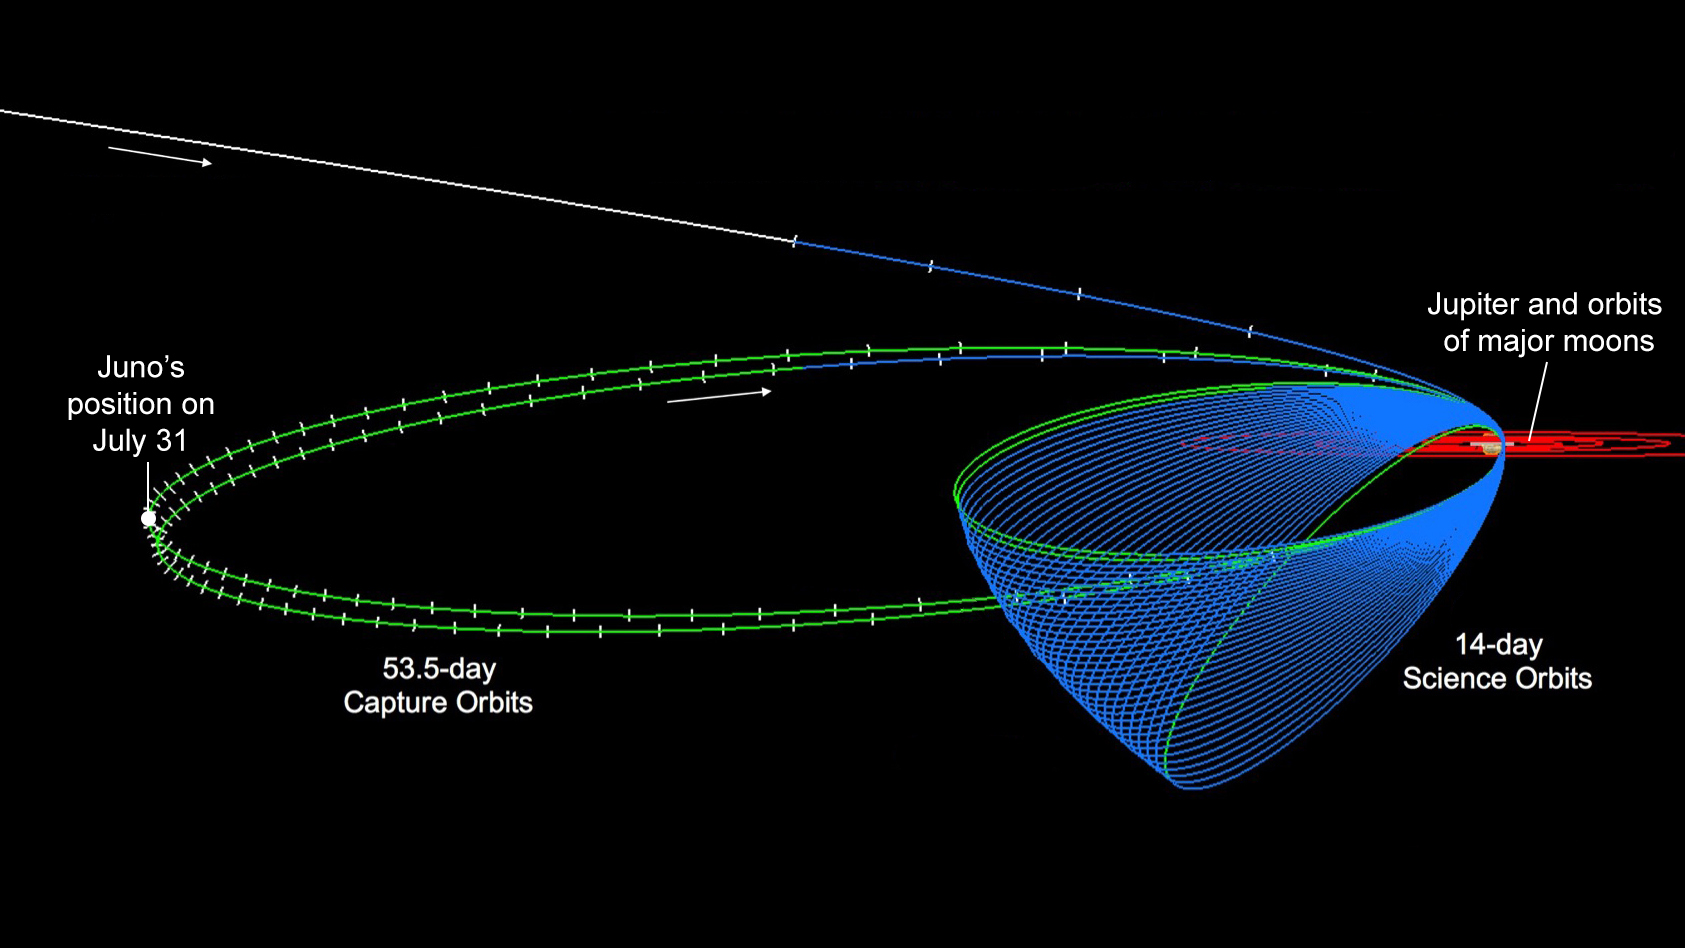 Jupiter and orbits
of major moons
Juno’s
position on
July 31
53.5-day
Capture Orbits
14-day
Science Orbits